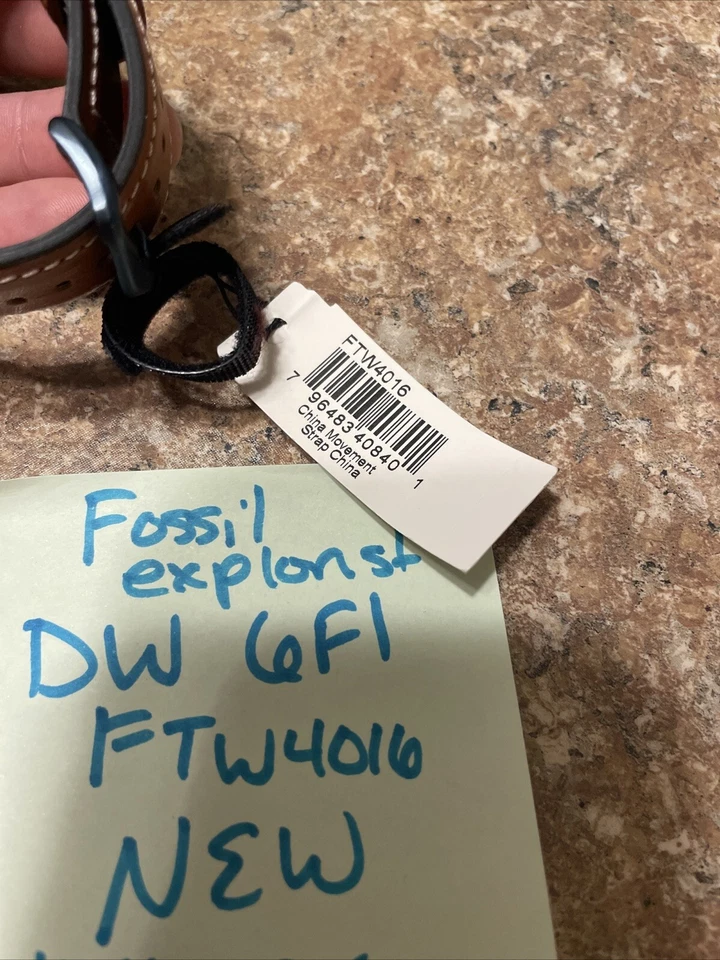 FTW4016
7 96483 40840 1
China Movement
Strap China
Fossil
explorist
DW 6F1
FTW4016
NEW